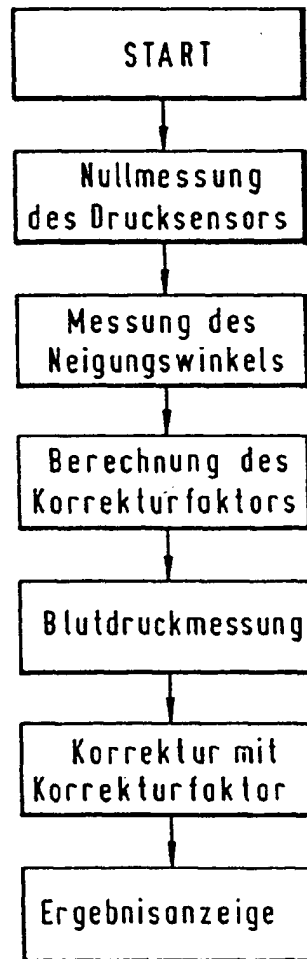 START
Nullmessung
des Drucksensors
Messung des
Neigungswinkels
Berechnung des
Korrekturfaktors
Blutdruckmessung
Korrektur mit
Korrekturfaktor
Ergebnisanzeige